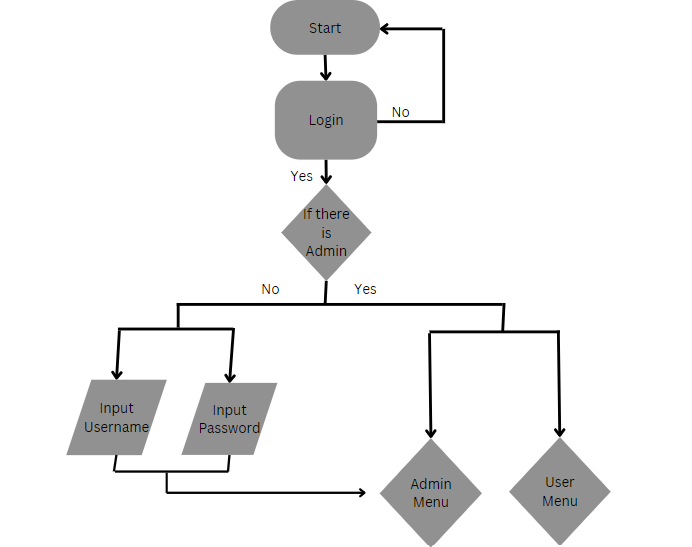 Start
No
Login
Yes
If there
is
Admin
No
Yes
Input
Username
Input
Password
Admin
Menu
User
Menu